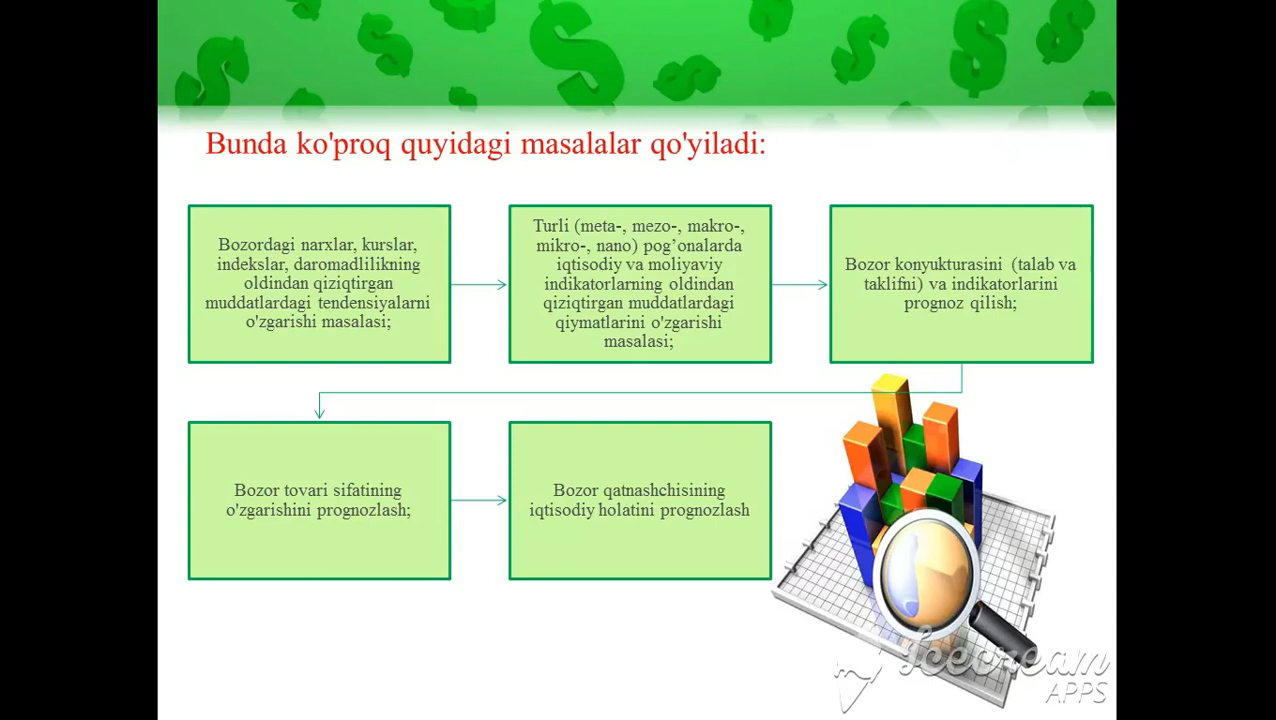 Bunda ko'proq quyidagi masalalar qo'yiladi:
Bozordagi narxlar, kurslar,
indekslar, daromadlilikning
oldindan qiziqtirgan
muddatlardagi tendensiyalarni
o'zgarishi masalasi;
Turli (meta-, mezo-, makro-,
mikro-, nano) pog’onalarda
iqtisodiy va moliyaviy
indikatorlarning oldindan
qiziqtirgan muddatlardagi
qiymatlarini o'zgarishi
masalasi;
Bozor konyukturasini (talab va
taklifni) va indikatorlarini
prognoz qilish;
Bozor tovari sifatining
o'zgarishini prognozlash;
Bozor qatnashchisining
iqtisodiy holatini prognozlash
Icecream
APPS